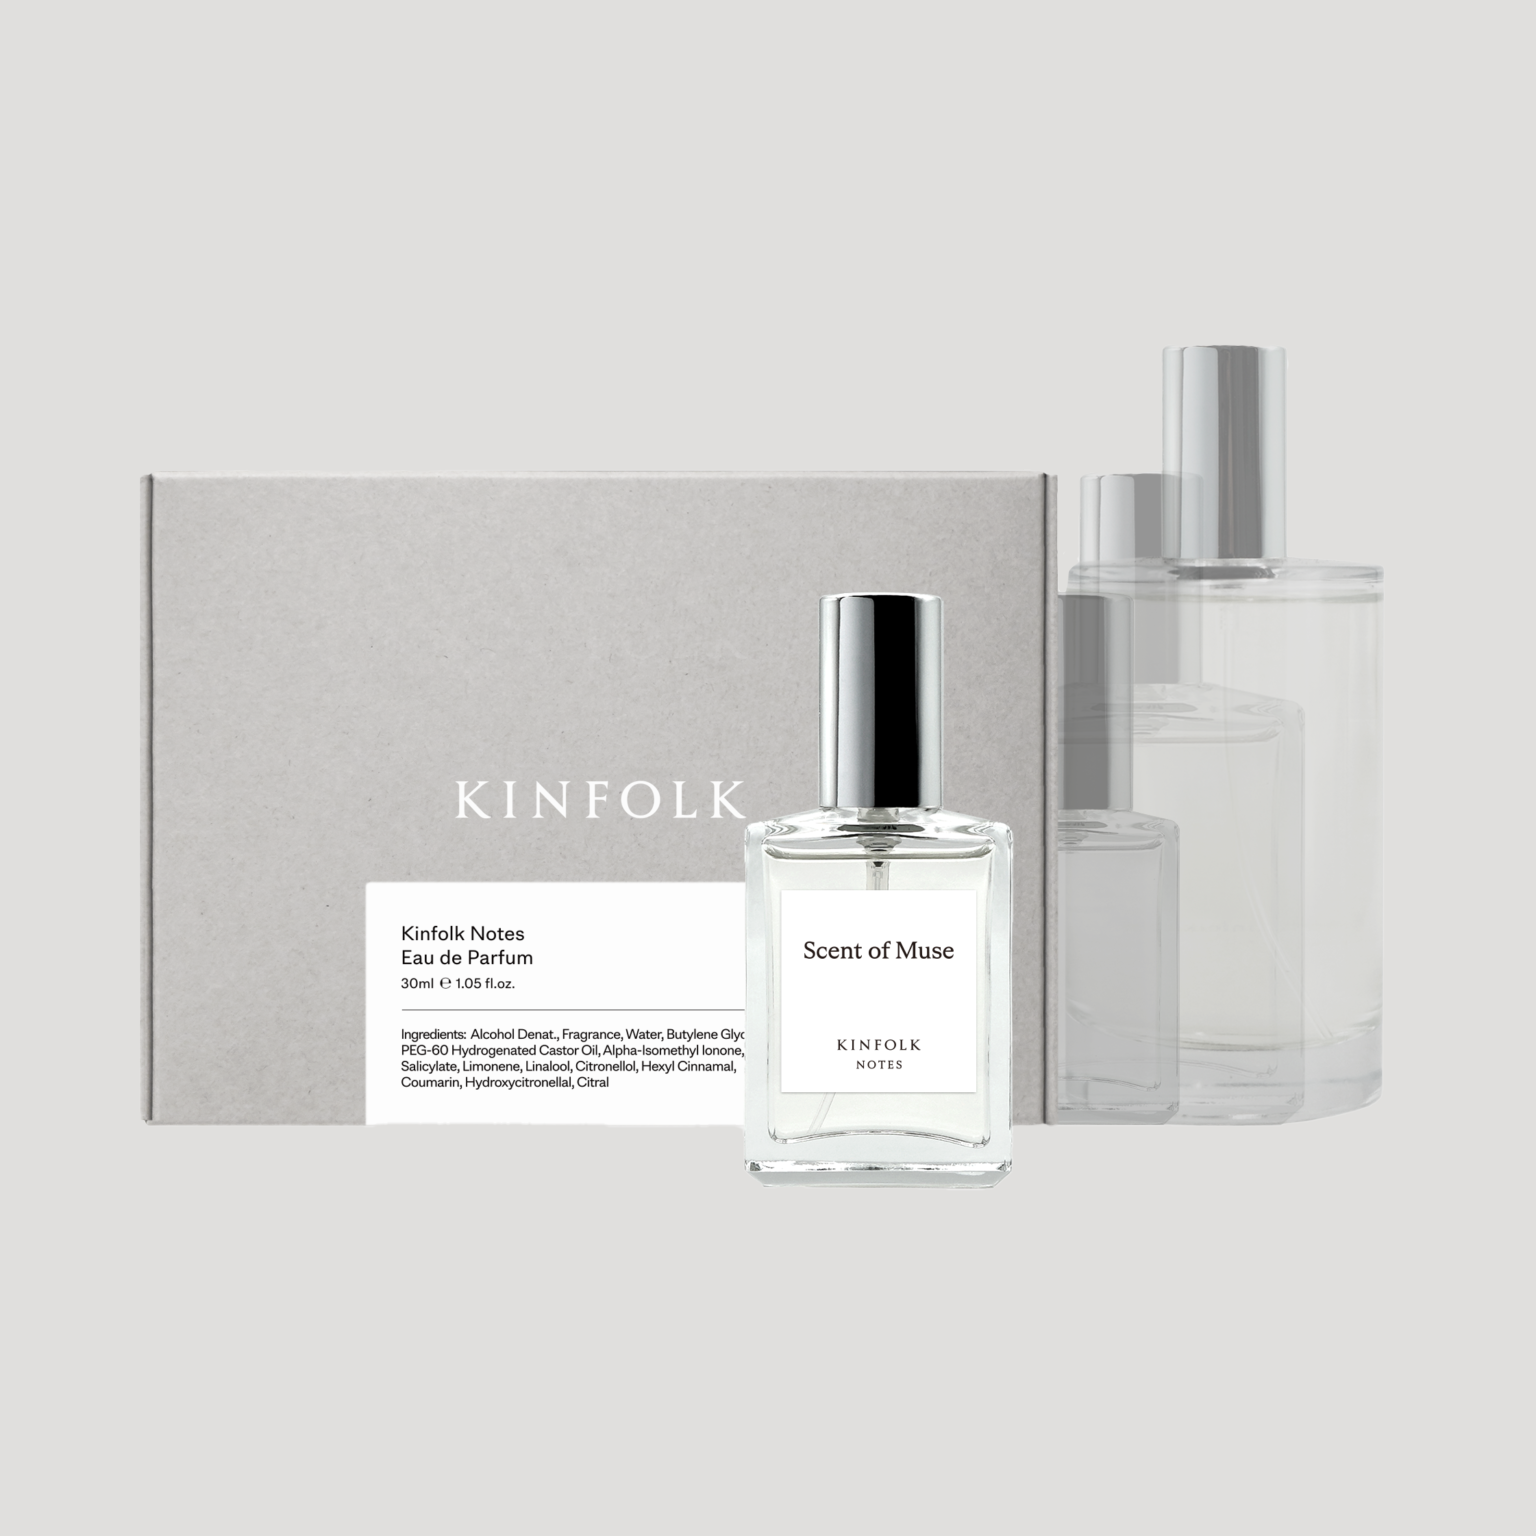 KINFOLK
Kinfolk Notes
Eau de Parfum
30ml ℮ 1.05 fl.oz.
Ingredients: Alcohol Denat., Fragrance, Water, Butylene
PEG-60 Hydrogenated Castor Oil, Alpha-Isomethyl Ionone,
Salicylate, Limonene, Linalool, Citronellol, Hexyl Cinnamal,
Coumarin, Hydroxycitronellal, Citral
Scent of Muse
KINFOLK
NOTES